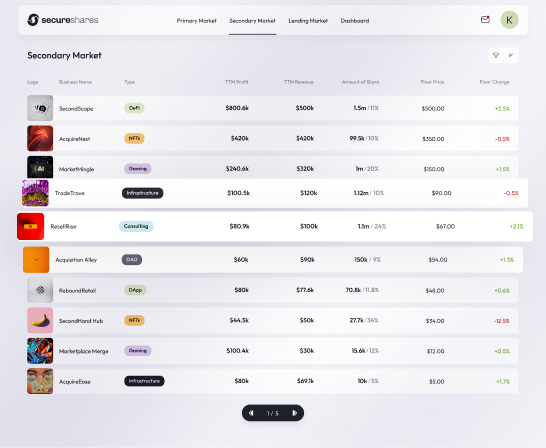 secureshares Primary Market Secondary Market Lending Market Dashboard K
Secondary Market
Logo Business Name Type TTM Profit TTM Revenue Amount of Share Floor Price Floor Change
SecondScape DeFi $800.6k $500k 1.5m / 11% $500.00 +2.5%
AcquireNest NFTs $420k $420k 99.5k / 10% $350.00 -0.5%
AI MarketMingle Gaming $240.6k $320k 1m / 20% $150.00 +1.5%
TradeTrove Infrastructure $100.5k $120k 1.12m / 10% $90.00 -0.5%
ResellRise Consulting $80.9k $100k 1.1m / 24% $67.00 +2.1%
Acquisition Alley DAO $60k $90k 150k / 9% $54.00 +1.3%
ReboundRetail DApp $80k $77.6k 70.8k / 11.8% $48.00 +0.6%
SecondHand Hub NFTs $44.5k $50k 27.7k / 34% $34.00 -12.5%
Marketplace Merge Gaming $100.4k $30k 15.6k / 12% $12.00 +0.5%
AcquireEase Infrastructure $80k $69.1k 10k / 5% $5.00 +1.7%
1 / 5